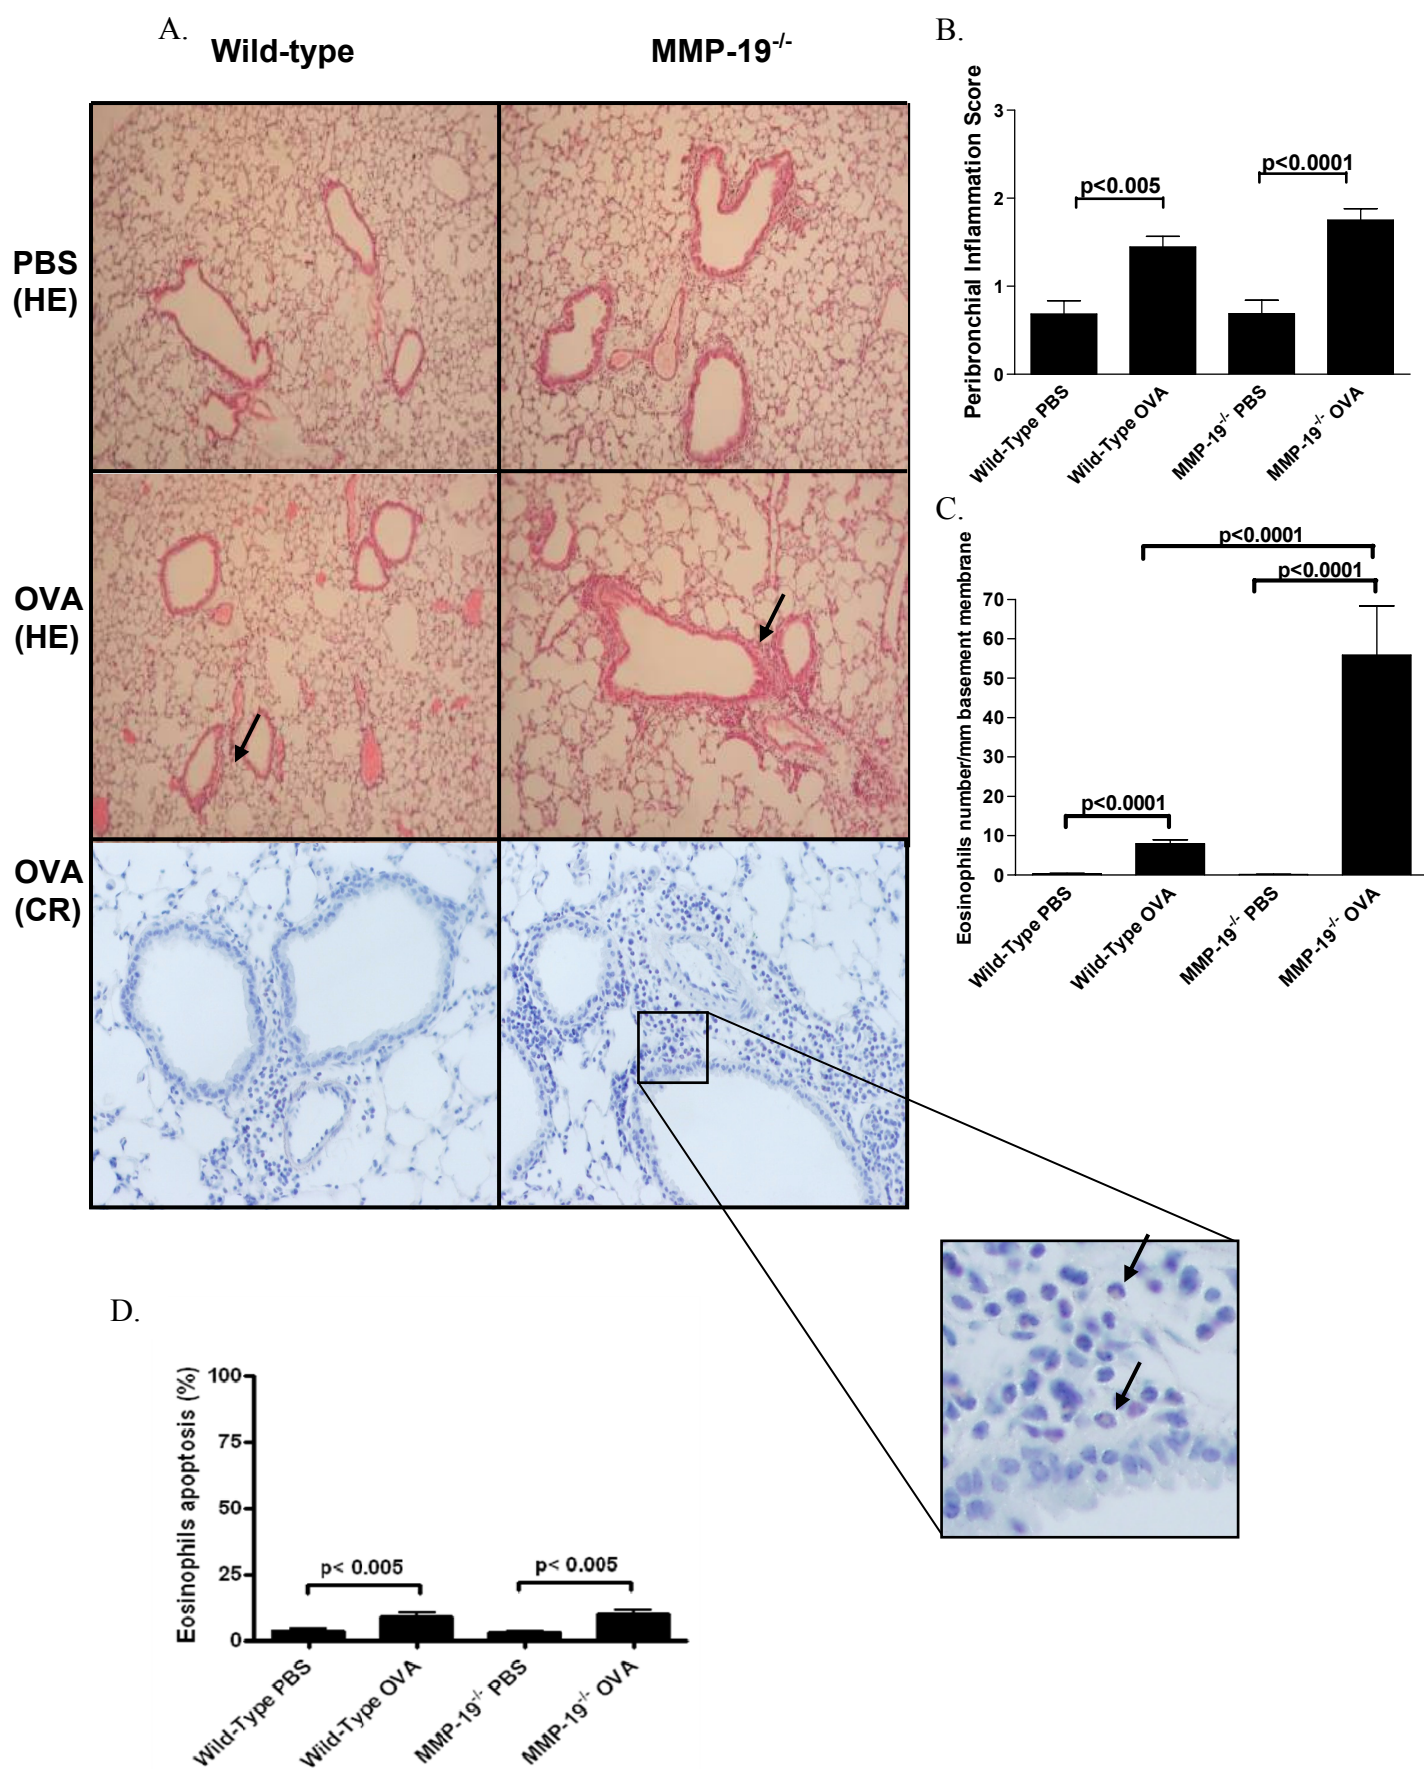 A.
Wild-type
MMP-19-/-
PBS
(HE)
OVA
(HE)
OVA
(CR)
B.
Peribronchial Inflammation Score
3
2
1
0
p<0.005
p<0.0001
Wild-Type PBS
Wild-Type OVA
MMP-19-/- PBS
MMP-19-/- OVA
C.
Eosinophils number/mm basement membrane
70
60
50
40
30
20
10
0
p<0.0001
p<0.0001
p<0.0001
Wild-Type PBS
Wild-Type OVA
MMP-19-/- PBS
MMP-19-/- OVA
D.
Eosinophils apoptosis (%)
100
75
50
25
0
p< 0.005
p< 0.005
Wild-Type PBS
Wild-Type OVA
MMP-19-/- PBS
MMP-19-/- OVA